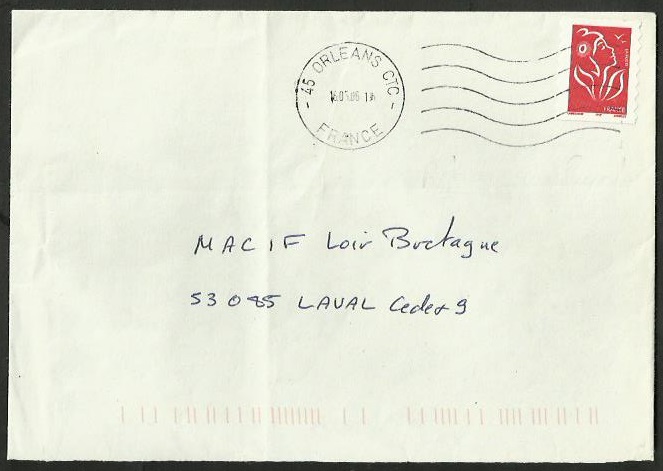 45 ORLEANS CTC
FRANCE
MACIF Loir Bretagne
53085 LAVAL Cedex 9